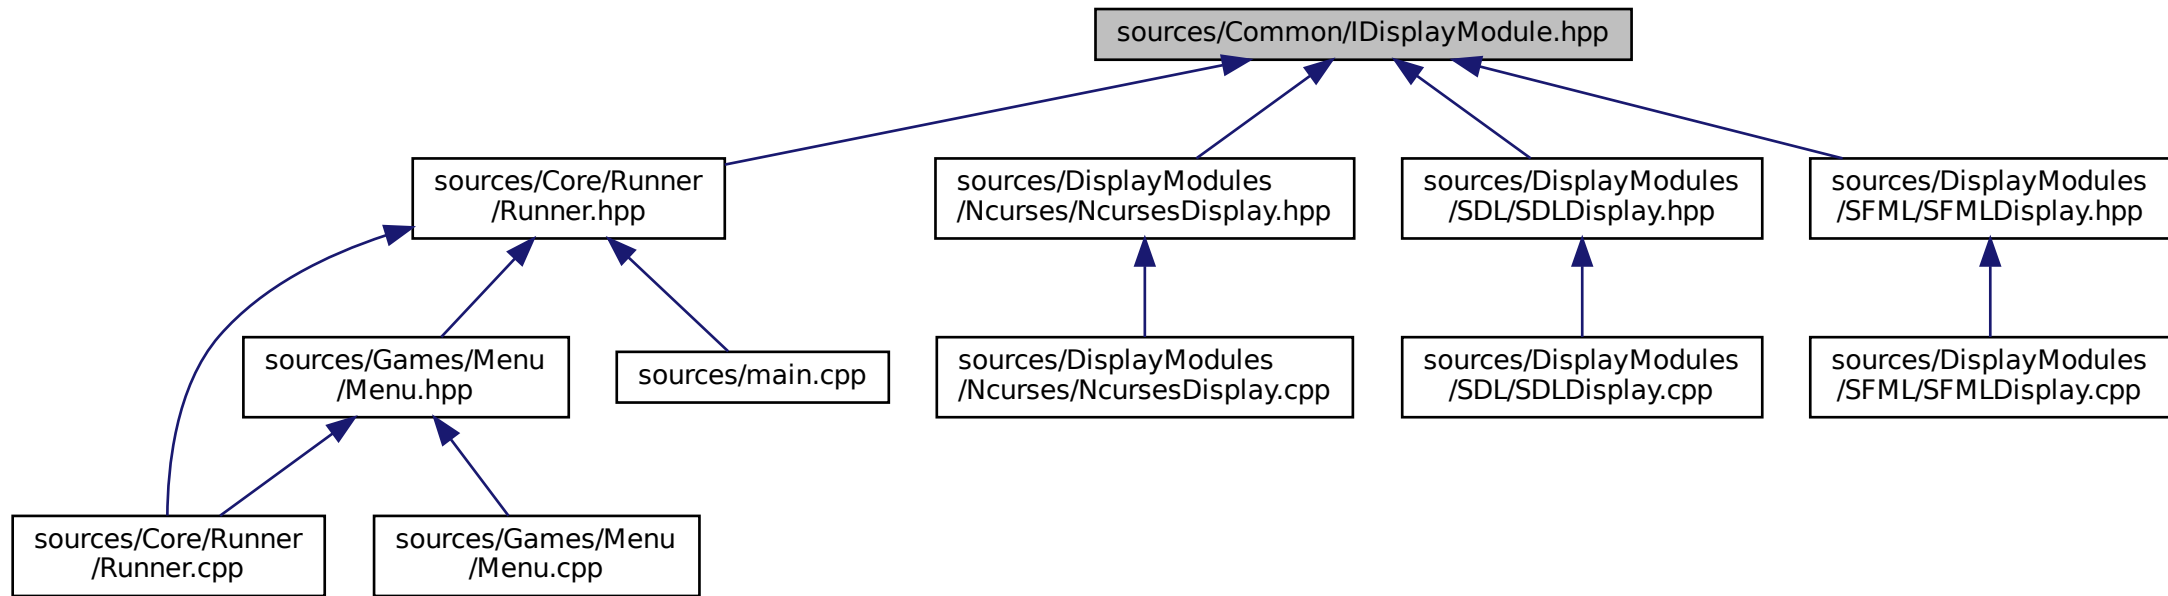 sources/Common/IDisplayModule.hpp
sources/Core/Runner
/Runner.hpp
sources/DisplayModules
/Ncurses/NcursesDisplay.hpp
sources/DisplayModules
/SDL/SDLDisplay.hpp
sources/DisplayModules
/SFML/SFMLDisplay.hpp
sources/Games/Menu
/Menu.hpp
sources/main.cpp
sources/DisplayModules
/Ncurses/NcursesDisplay.cpp
sources/DisplayModules
/SDL/SDLDisplay.cpp
sources/DisplayModules
/SFML/SFMLDisplay.cpp
sources/Core/Runner
/Runner.cpp
sources/Games/Menu
/Menu.cpp